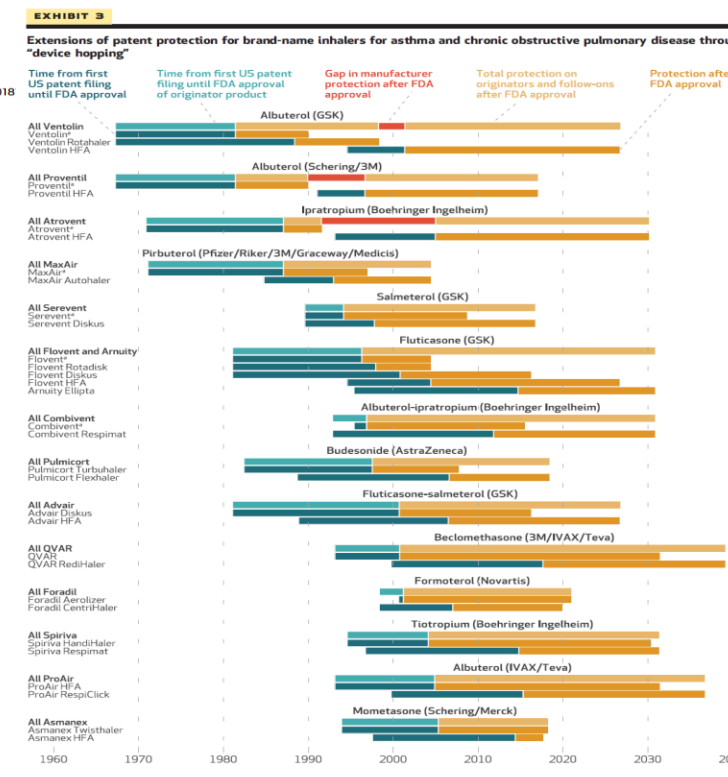 EXHIBIT 3
Extensions of patent protection for brand-name inhalers for asthma and chronic obstructive pulmonary disease throu
"device hopping"
018
Time from first
US patent filing
until FDA approval
Time from first US patent
filing until FDA approval
of originator product
Gap in manufacturer
protection after FDA
approval
Total protection on
originators and follow-ons
after FDA approval
Protection afte
FDA approval
Albuterol (GSK)
All Ventolin
Ventolinª
Ventolin Rotahaler
Ventolin HFA
Albuterol (Schering/3M)
All Proventil
Proventilª
Proventil HFA
Ipratropium (Boehringer Ingelheim)
All Atrovent
Atroventª
Atrovent HFA
Pirbuterol (Pfizer/Riker/3M/Graceway/Medicis)
All MaxAir
MaxAirª
MaxAir Autohaler
Salmeterol (GSK)
All Serevent
Sereventª
Serevent Diskus
Fluticasone (GSK)
All Flovent and Arnuity
Floventª
Flovent Rotadisk
Flovent Diskus
Flovent HFA
Arnuity Ellipta
Albuterol-ipratropium (Boehringer Ingelheim)
All Combivent
Combiventª
Combivent Respimat
Budesonide (AstraZeneca)
All Pulmicort
Pulmicort Turbuhaler
Pulmicort Flexhaler
Fluticasone-salmeterol (GSK)
All Advair
Advair Diskus
Advair HFA
Beclomethasone (3M/IVAX/Teva)
All QVAR
QVAR
QVAR RediHaler
Formoterol (Novartis)
All Foradil
Foradil Aerolizer
Foradil CentriHaler
Tiotropium (Boehringer Ingelheim)
All Spiriva
Spiriva HandiHaler
Spiriva Respimat
Albuterol (IVAX/Teva)
All ProAir
ProAir HFA
ProAir RespiClick
Mometasone (Schering/Merck)
All Asmanex
Asmanex Twisthaler
Asmanex HFA
1960 1970 1980 1990 2000 2010 2020 2030 20